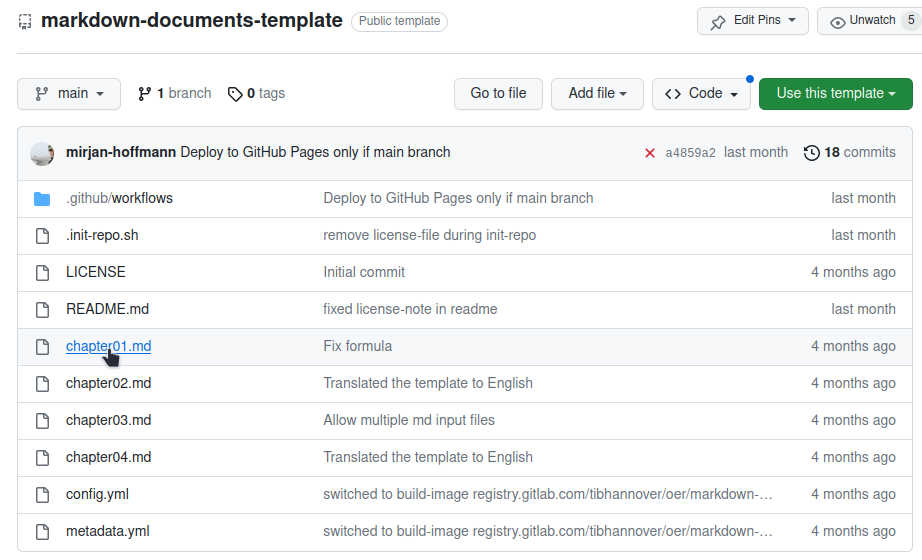 markdown-documents-template Public template Edit Pins Unwatch 5
main 1 branch 0 tags Go to file Add file Code Use this template
mirjan-hoffmann Deploy to GitHub Pages only if main branch a4859a2 last month 18 commits
.github/workflows Deploy to GitHub Pages only if main branch last month
.init-repo.sh remove license-file during init-repo last month
LICENSE Initial commit 4 months ago
README.md fixed license-note in readme last month
chapter01.md Fix formula 4 months ago
chapter02.md Translated the template to English 4 months ago
chapter03.md Allow multiple md input files 4 months ago
chapter04.md Translated the template to English 4 months ago
config.yml switched to build-image registry.gitlab.com/tibhannover/oer/markdown-… 4 months ago
metadata.yml switched to build-image registry.gitlab.com/tibhannover/oer/markdown-… 4 months ago